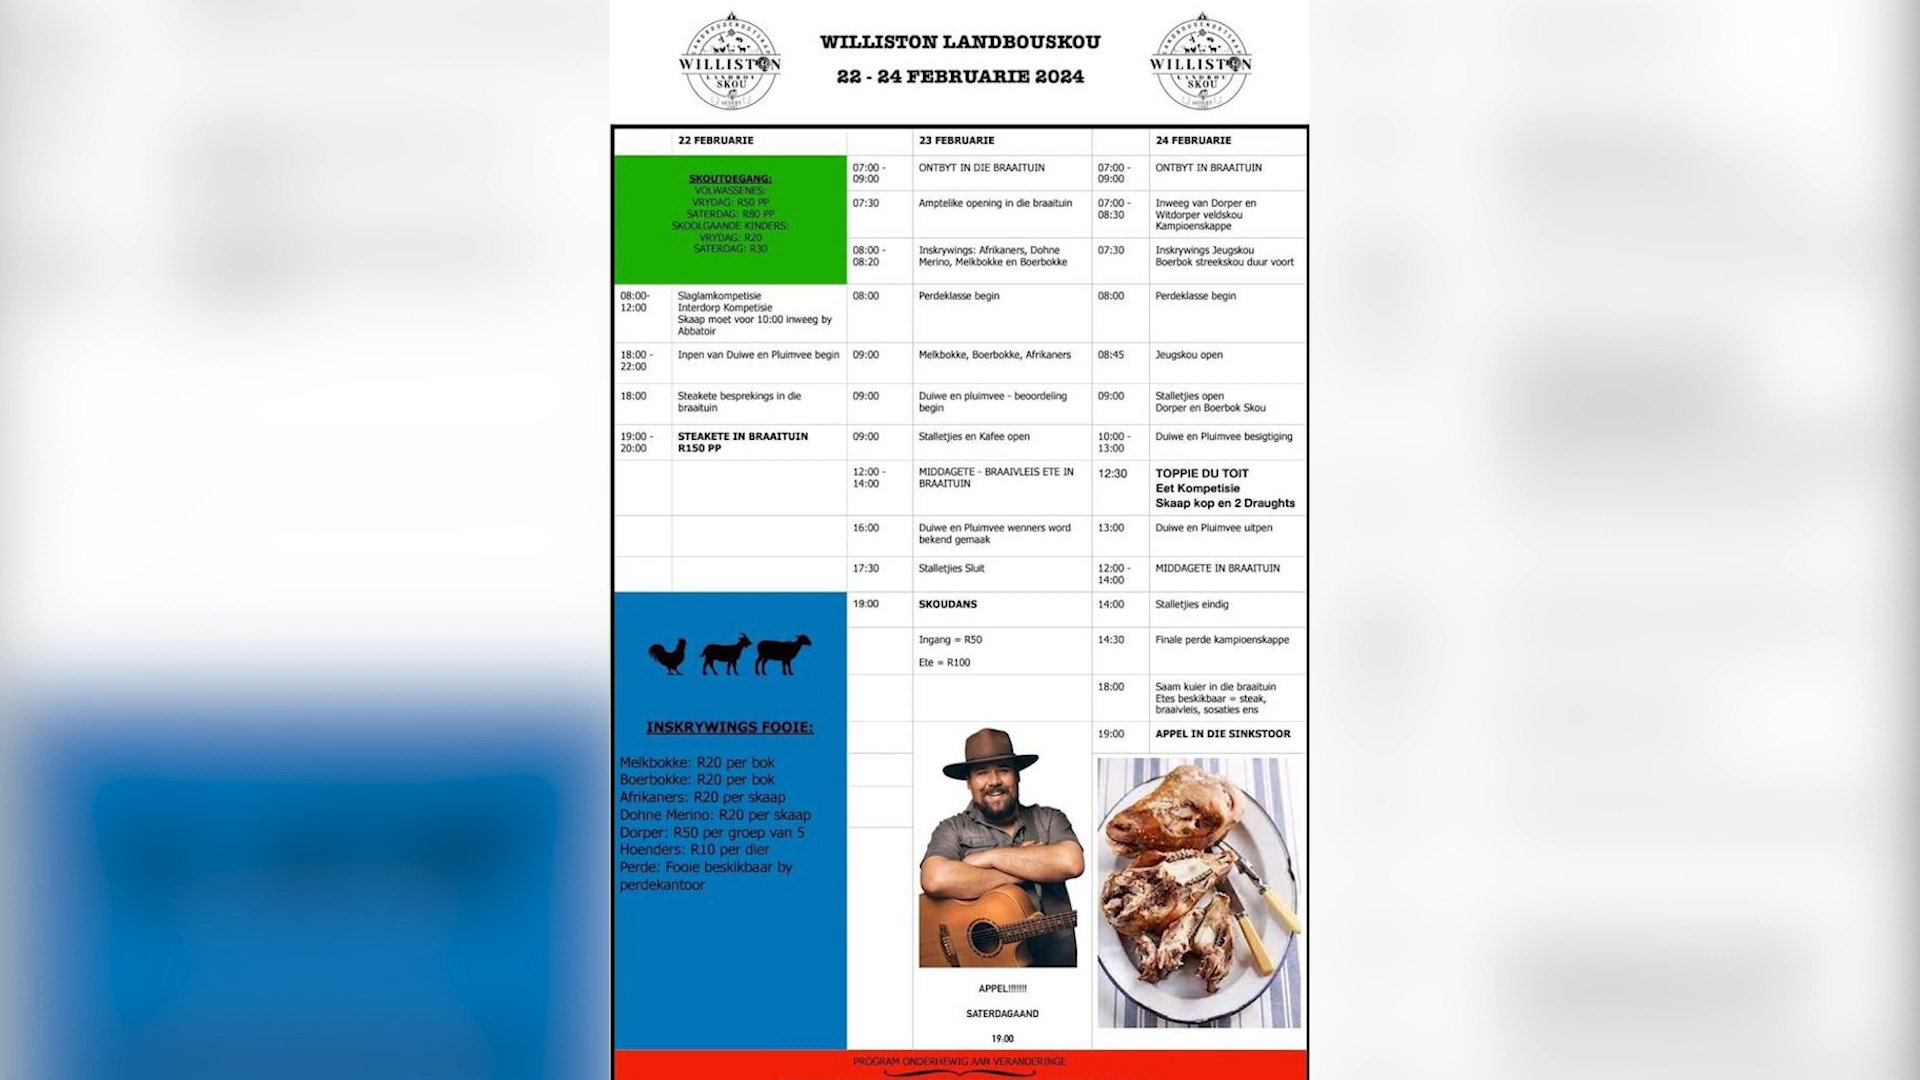 WILLISTON
LANDBOU
SKOU
WILLISTON LANDBOUSKOU
22 - 24 FEBRUARIE 2024
WILLISTON
LANDBOU
SKOU
22 FEBRUARIE
23 FEBRUARIE
24 FEBRUARIE
SKOUTOEGANG:
VOLWASSENES:
VRYDAG: R50 PP
SATERDAG: R80 PP
SKOOLGAANDE KINDERS:
VRYDAG: R20
SATERDAG: R30
08:00-
12:00
Slaglamkompetisie
Interdorp Kompetisie
Skaap moet voor 10:00 inweeg by
Abbatoir
18:00 -
22:00
Inpen van Duiwe en Pluimvee begin
18:00
Steakete besprekings in die
braaituin
19:00 -
20:00
STEAKETE IN BRAAITUIN
R150 PP
INSKRYWINGS FOOIE:
Melkbokke: R20 per bok
Boerbokke: R20 per bok
Afrikaners: R20 per skaap
Dohne Merino: R20 per skaap
Dorper: R50 per groep van 5
Hoenders: R10 per dier
Perde: Fooie beskikbaar by
perdekantoor
07:00 -
09:00
ONTBYT IN DIE BRAAITUIN
07:30
Amptelike opening in die braaituin
08:00 -
08:20
Inskrywings: Afrikaners, Dohne
Merino, Melkbokke en Boerbokke
08:00
Perdeklasse begin
09:00
Melkbokke, Boerbokke, Afrikaners
09:00
Duiwe en pluimvee - beoordeling
begin
09:00
Stalletjies en Kafee open
12:00 -
14:00
MIDDAGETE - BRAAIVLEIS ETE IN
BRAAITUIN
16:00
Duiwe en Pluimvee wenners word
bekend gemaak
17:30
Stalletjies Sluit
19:00
SKOUDANS
Ingang = R50
Ete = R100
APPEL!!!!!!!
SATERDAGAAND
19:00
07:00 -
09:00
ONTBYT IN BRAAITUIN
07:00 -
08:30
Inweeg van Dorper en
Witdorper veldskou
Kampioenskappe
07:30
Inskrywings Jeugskou
Boerbok streekskou duur voort
08:00
Perdeklasse begin
08:45
Jeugskou open
09:00
Stalletjies open
Dorper en Boerbok Skou
10:00 -
13:00
Duiwe en Pluimvee besigtiging
12:30
TOPPIE DU TOIT
Eet Kompetisie
Skaap kop en 2 Draughts
13:00
Duiwe en Pluimvee uitpen
12:00 -
14:00
MIDDAGETE IN BRAAITUIN
14:00
Stalletjies eindig
14:30
Finale perde kampioenskappe
18:00
Saam kuier in die braaituin
Etes beskikbaar = steak,
braaivleis, sosaties ens
19:00
APPEL IN DIE SINKSTOOR
PROGRAM ONDERHEWIG AAN VERANDERINGE